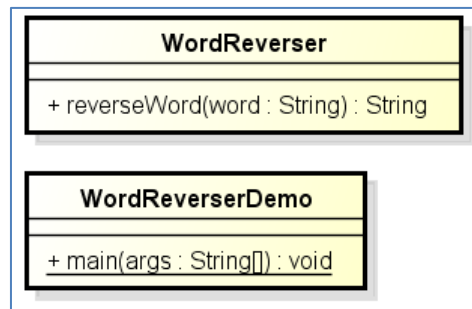 WordReverser
+ reverseWord(word : String) : String
WordReverserDemo
+ main(args : String[]) : void